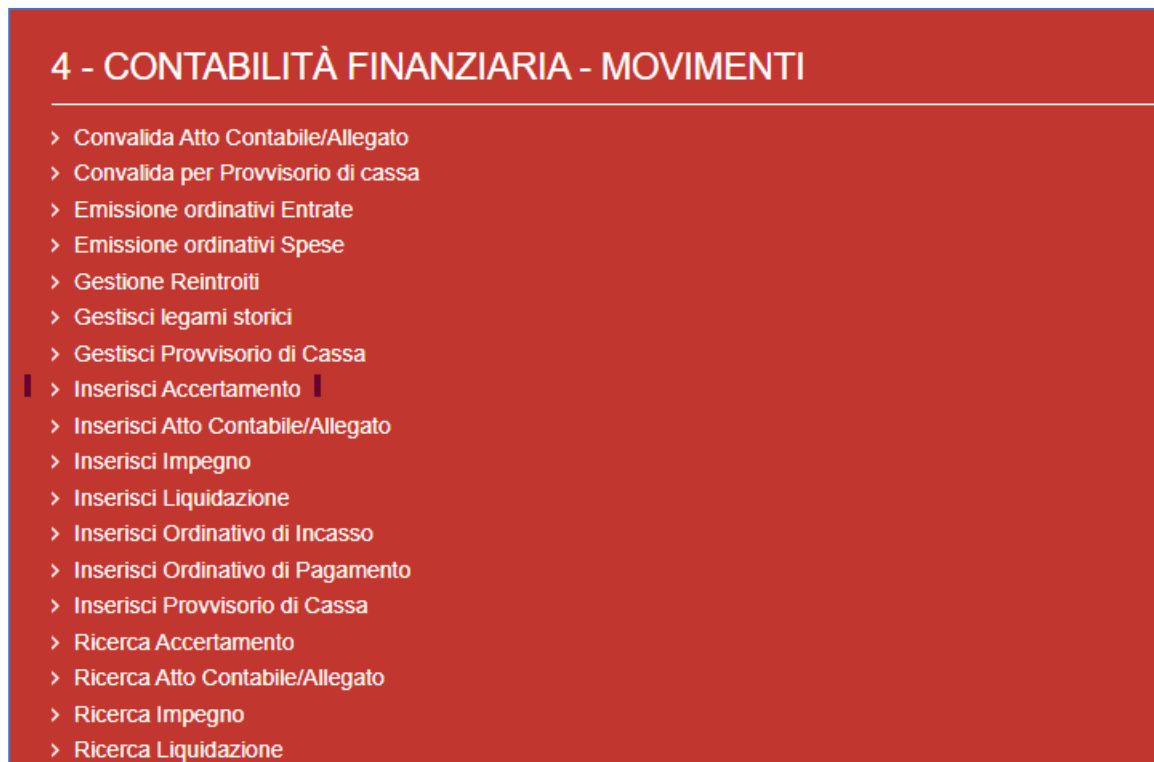 4 - CONTABILITÀ FINANZIARIA - MOVIMENTI
> Convalida Atto Contabile/Allegato
> Convalida per Provvisorio di cassa
> Emissione ordinativi Entrate
> Emissione ordinativi Spese
> Gestione Reintroiti
> Gestisci legami storici
> Gestisci Provvisorio di Cassa
> Inserisci Accertamento
> Inserisci Atto Contabile/Allegato
> Inserisci Impegno
> Inserisci Liquidazione
> Inserisci Ordinativo di Incasso
> Inserisci Ordinativo di Pagamento
> Inserisci Provvisorio di Cassa
> Ricerca Accertamento
> Ricerca Atto Contabile/Allegato
> Ricerca Impegno
> Ricerca Liquidazione